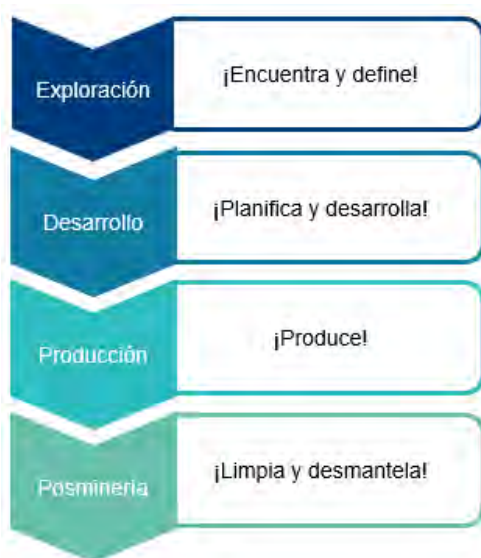 Exploración
¡Encuentra y define!
Desarrollo
¡Planifica y desarrolla!
Producción
¡Produce!
Posminería
¡Limpia y desmantela!